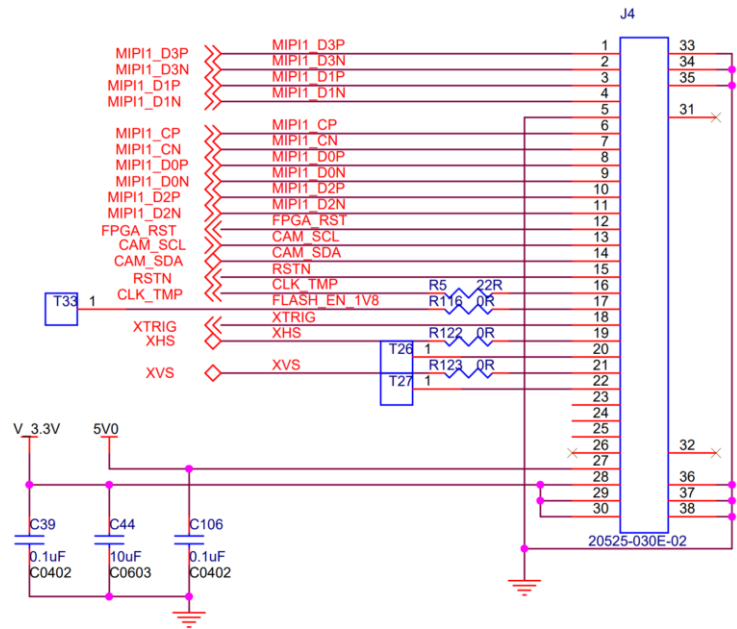 J4
MIPI1_D3P MIPI1_D3P 1 33
MIPI1_D3N MIPI1_D3N 2 34
MIPI1_D1P MIPI1_D1P 3 35
MIPI1_D1N MIPI1_D1N 4
5 31
MIPI1_CP MIPI1_CP 6
MIPI1_CN MIPI1_CN 7
MIPI1_D0P MIPI1_D0P 8
MIPI1_D0N MIPI1_D0N 9
MIPI1_D2P MIPI1_D2P 10
MIPI1_D2N MIPI1_D2N 11
FPGA_RST FPGA_RST 12
CAM_SCL CAM_SCL 13
CAM_SDA CAM_SDA 14
RSTN RSTN 15
CLK_TMP CLK_TMP R5 22R 16
T33 1 FLASH_EN_1V8 R116 0R 17
XTRIG XTRIG 18
XHS XHS R122 0R 19
T26 1 20
XVS XVS R123 0R 21
T27 1 22
23
24
25
V_3.3V 5V0 26 32
27
28 36
29 37
30 38
C39 C44 C106
20525-030E-02
0.1uF 10uF 0.1uF
C0402 C0603 C0402